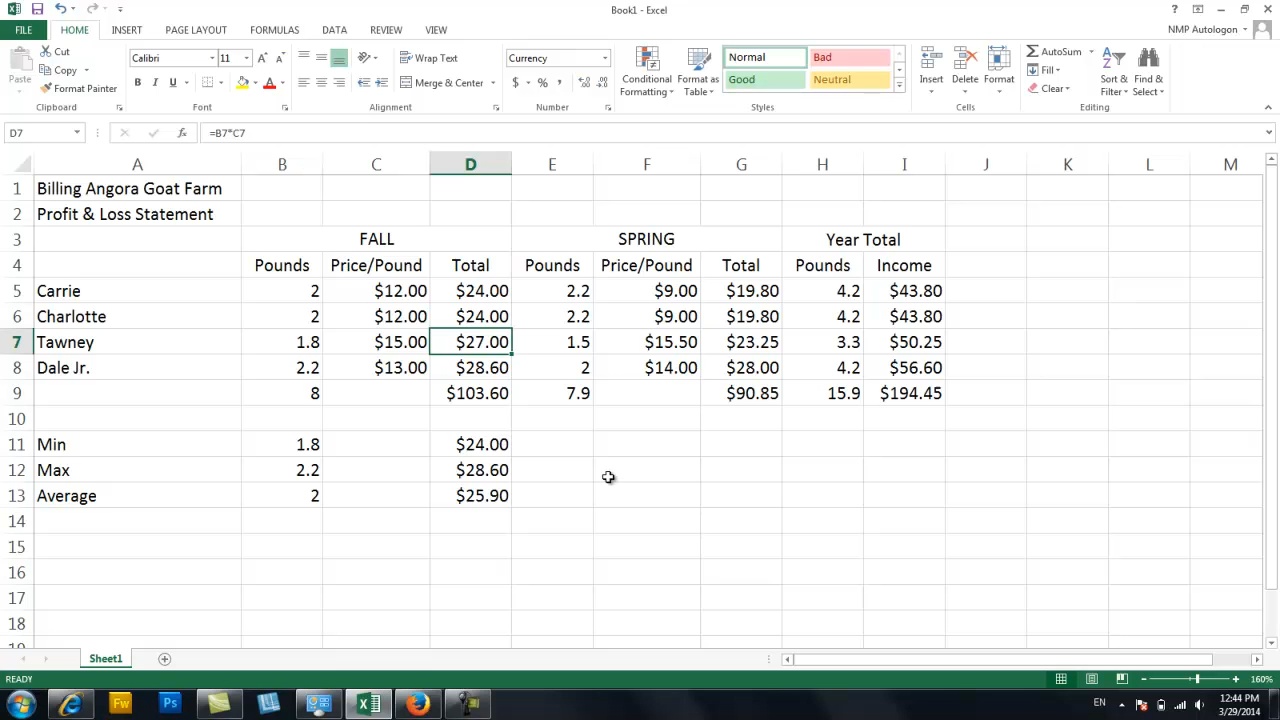 Book1 - Excel
FILE HOME INSERT PAGE LAYOUT FORMULAS DATA REVIEW VIEW NMP Autologon
Paste Cut Copy Format Painter Clipboard
Calibri 11 B I U Font
Wrap Text Merge & Center Alignment
Currency $ % , Number
Conditional Formatting Format as Table
Normal Bad Good Neutral Styles
Insert Delete Format Cells
AutoSum Fill Clear Sort & Filter Find & Select Editing
D7 fx =B7*C7
A B C D E F G H I J K L M
1 Billing Angora Goat Farm
2 Profit & Loss Statement
3 FALL SPRING Year Total
4 Pounds Price/Pound Total Pounds Price/Pound Total Pounds Income
5 Carrie 2 $12.00 $24.00 2.2 $9.00 $19.80 4.2 $43.80
6 Charlotte 2 $12.00 $24.00 2.2 $9.00 $19.80 4.2 $43.80
7 Tawney 1.8 $15.00 $27.00 1.5 $15.50 $23.25 3.3 $50.25
8 Dale Jr. 2.2 $13.00 $28.60 2 $14.00 $28.00 4.2 $56.60
9 8 $103.60 7.9 $90.85 15.9 $194.45
10
11 Min 1.8 $24.00
12 Max 2.2 $28.60
13 Average 2 $25.90
14
15
16
17
18
19
Sheet1
READY 160%
Fw Ps EN 12:44 PM
3/29/2014